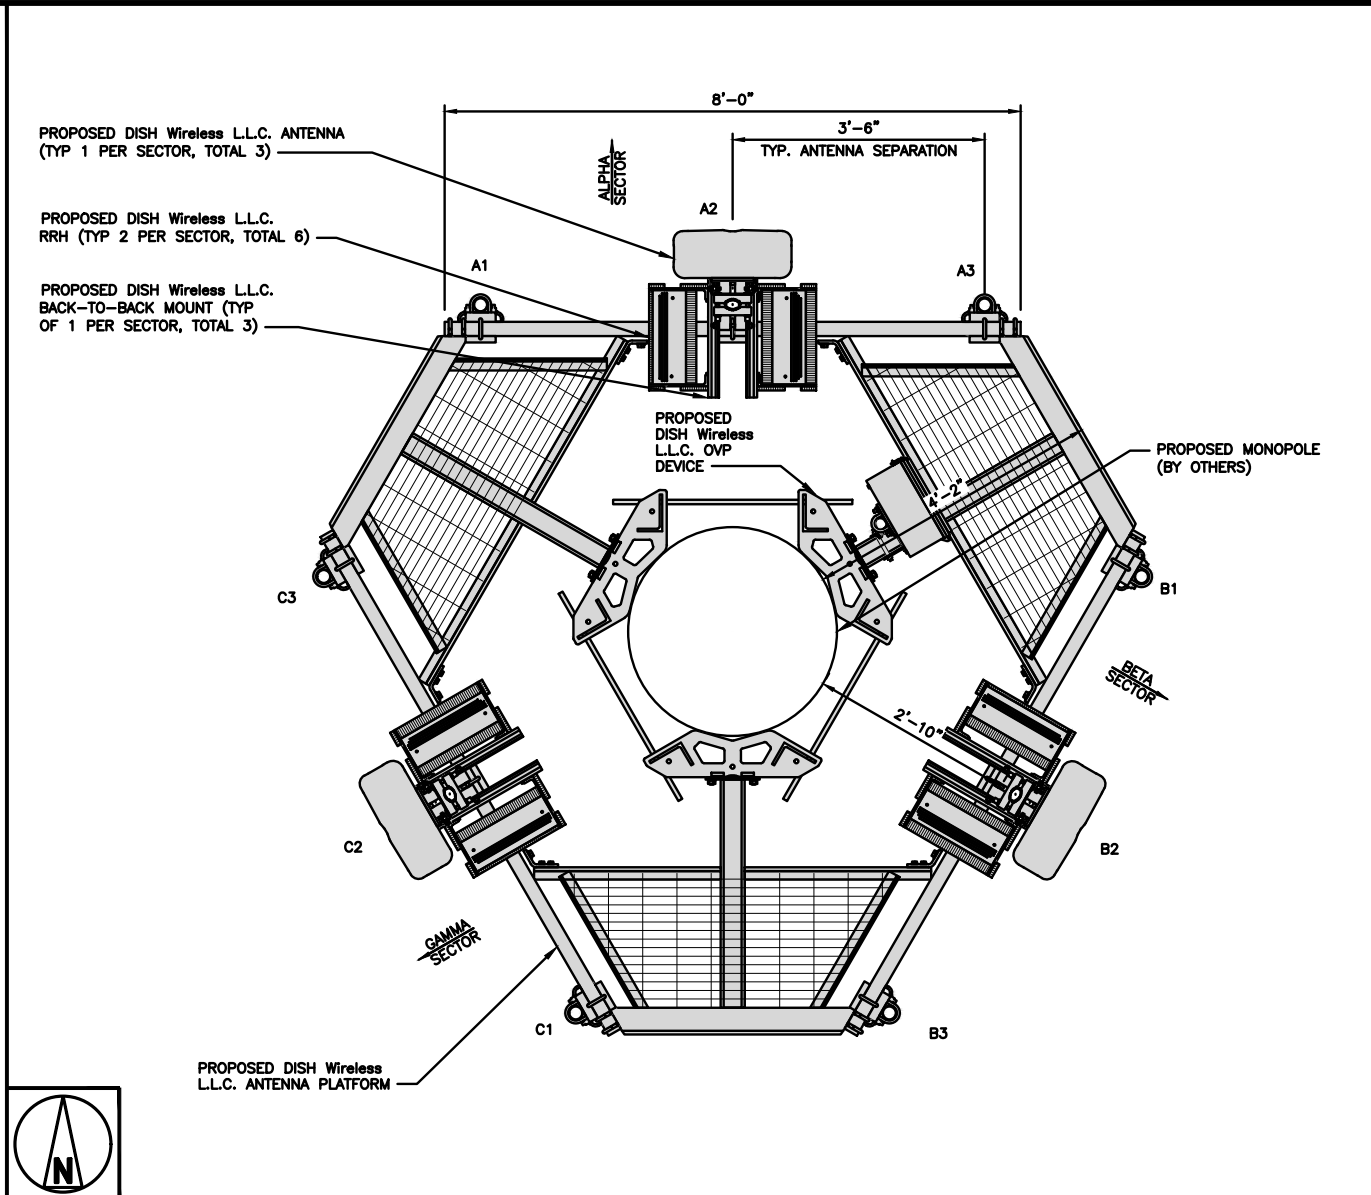 8'-0"
PROPOSED DISH Wireless L.L.C. ANTENNA
(TYP 1 PER SECTOR, TOTAL 3)
3'-6"
TYP. ANTENNA SEPARATION
ALPHA
SECTOR
A2
PROPOSED DISH Wireless L.L.C.
RRH (TYP 2 PER SECTOR, TOTAL 6)
A1
A3
PROPOSED DISH Wireless L.L.C.
BACK-TO-BACK MOUNT (TYP
OF 1 PER SECTOR, TOTAL 3)
PROPOSED
DISH Wireless
L.L.C. OVP
DEVICE
PROPOSED MONOPOLE
(BY OTHERS)
4'-2"
C3
B1
BETA
SECTOR
2'-10"
C2
B2
GAMMA
SECTOR
C1
B3
PROPOSED DISH Wireless
L.L.C. ANTENNA PLATFORM
N